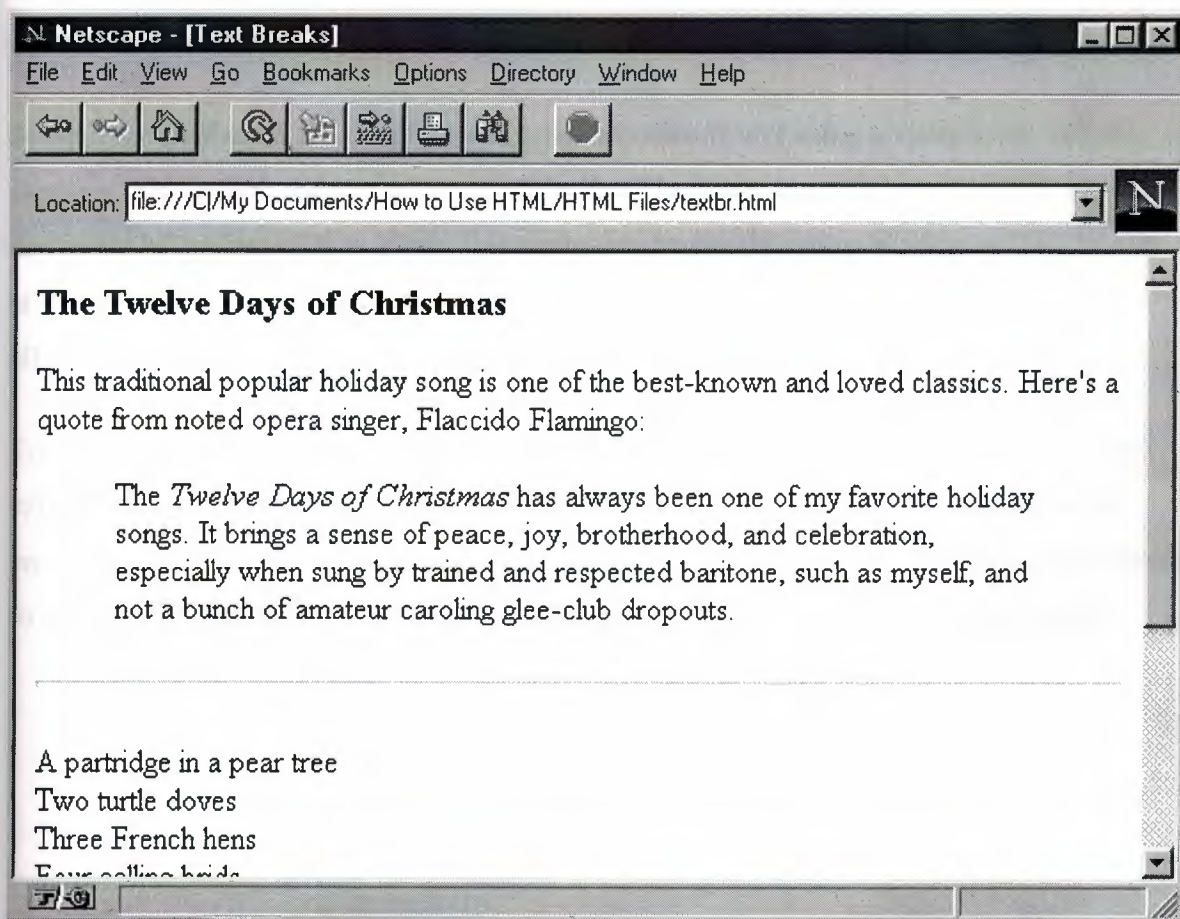 N Netscape - [Text Breaks]
File Edit View Go Bookmarks Options Directory Window Help
Location: file:///C|/My Documents/How to Use HTML/HTML Files/textbr.html
N
The Twelve Days of Christmas
This traditional popular holiday song is one of the best-known and loved classics. Here's a
quote from noted opera singer, Flaccido Flamingo:
The Twelve Days of Christmas has always been one of my favorite holiday
songs. It brings a sense of peace, joy, brotherhood, and celebration,
especially when sung by trained and respected baritone, such as myself, and
not a bunch of amateur caroling glee-club dropouts.
A partridge in a pear tree
Two turtle doves
Three French hens
Four calling